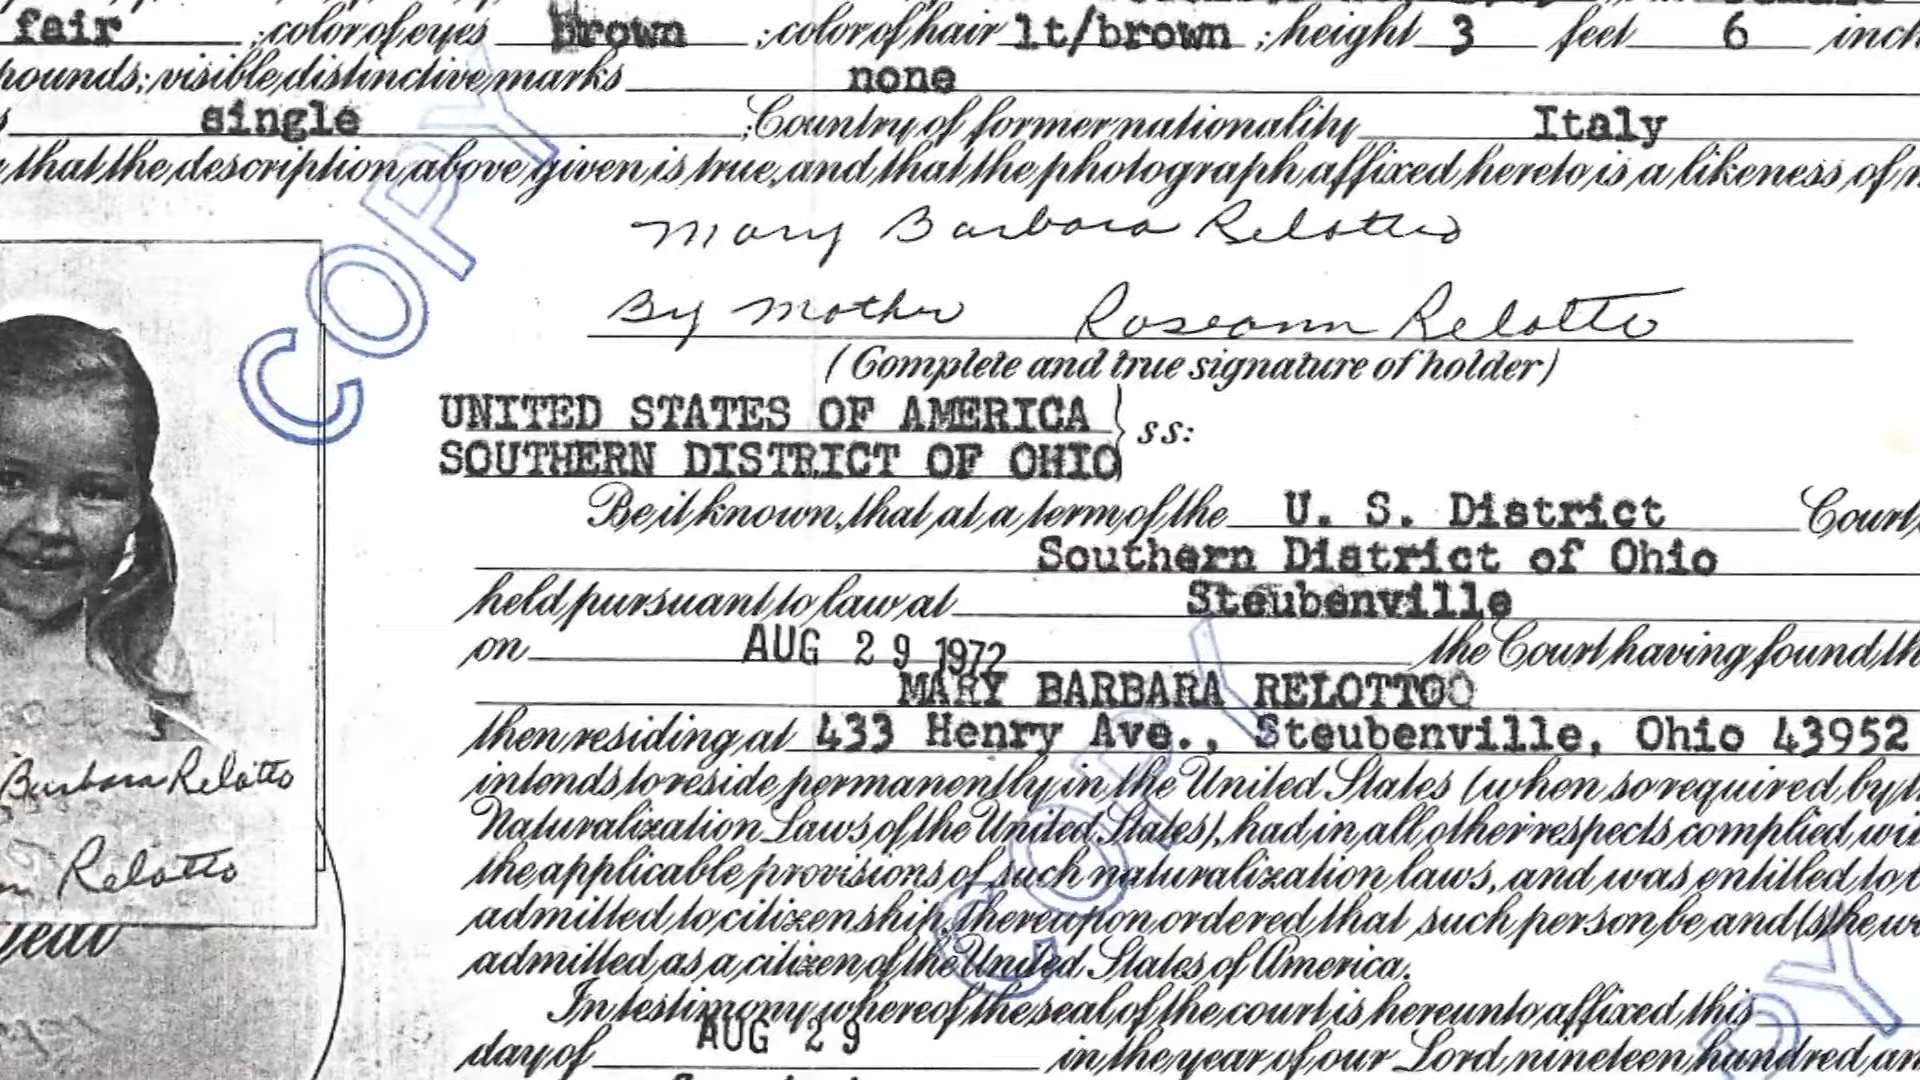 fair ; color of eyes brown ; color of hair lt/brown ; height 3 feet 6 inch
pounds; visible distinctive marks none
single ; Country of former nationality Italy
that the description above given is true, and that the photograph affixed hereto is a likeness of
Mary Barbara Relotto
By Mother Roseann Relotto
(Complete and true signature of holder)
UNITED STATES OF AMERICA
SOUTHERN DISTRICT OF OHIO } ss:
Be it known, that at a term of the U. S. District Court
Southern District of Ohio
held pursuant to law at Steubenville
on AUG 29 1972 the Court having found th
MARY BARBARA RELOTTOO
then residing at 433 Henry Ave., Steubenville, Ohio 43952
intends to reside permanently in the United States (when so required by th
Naturalization Laws of the United States), had in all other respects complied wi
the applicable provisions of such naturalization laws, and was entitled to
admitted to citizenship, thereupon ordered that such person be and (s)he wa
admitted as a citizen of the United States of America.
In testimony whereof the seal of the court is hereunto affixed this
day of AUG 29 in the year of our Lord nineteen hundred an
Barbara Relotto
Relotto
COPY
COPY
PY